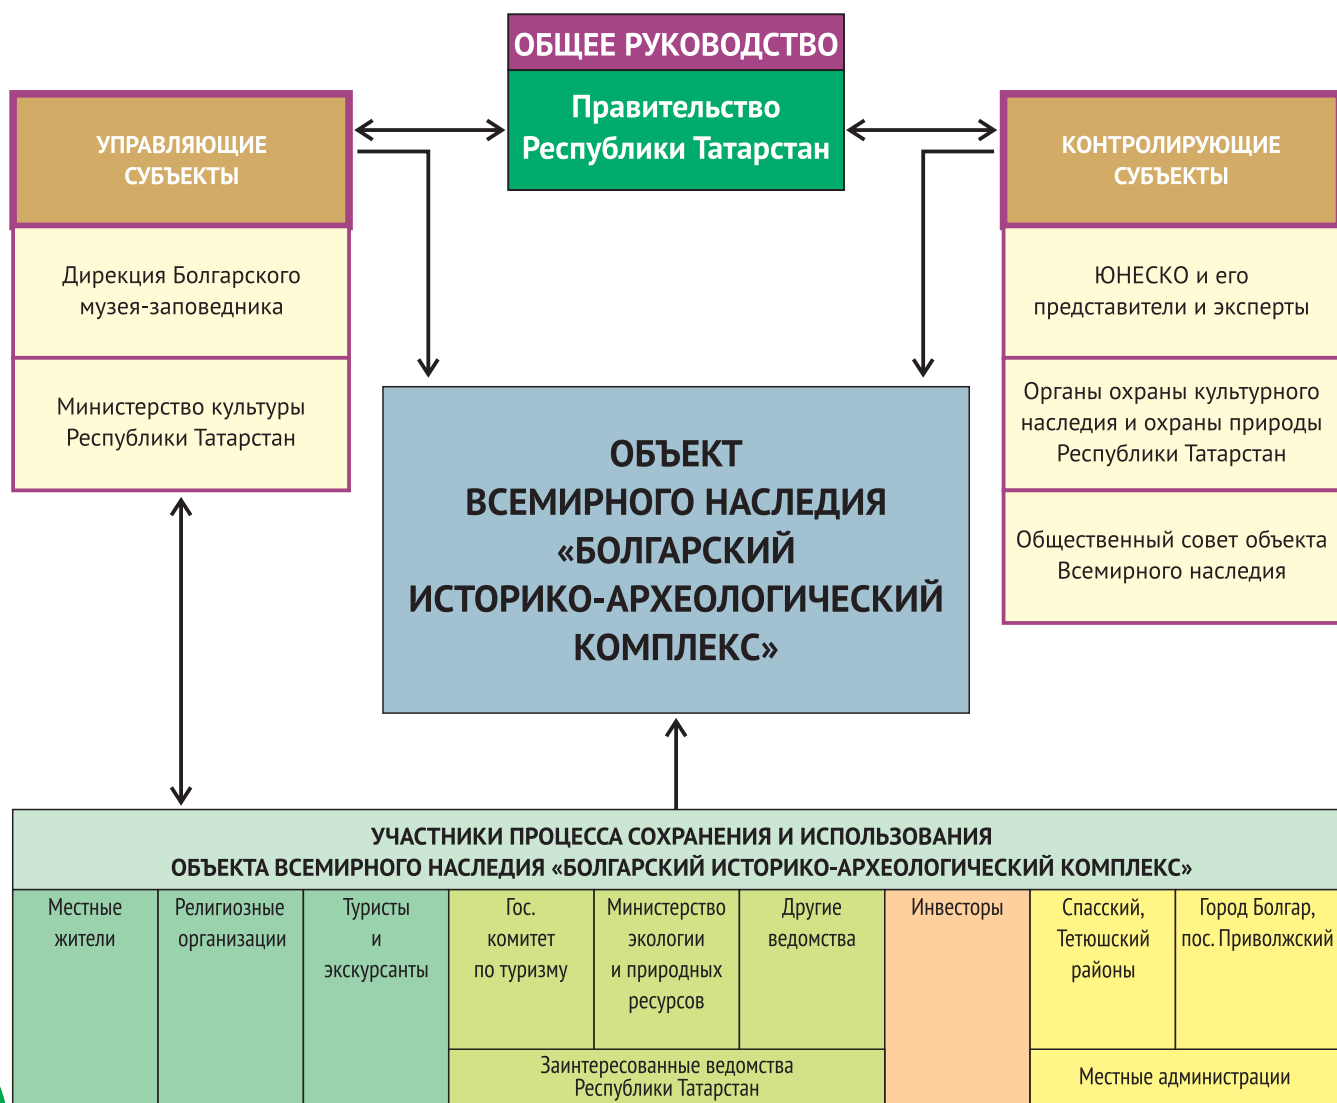 ОБЩЕЕ РУКОВОДСТВО
Правительство
Республики Татарстан
УПРАВЛЯЮЩИЕ
СУБЪЕКТЫ
Дирекция Болгарского
музея-заповедника
Министерство культуры
Республики Татарстан
КОНТРОЛИРУЮЩИЕ
СУБЪЕКТЫ
ЮНЕСКО и его
представители и эксперты
Органы охраны культурного
наследия и охраны природы
Республики Татарстан
Общественный совет объекта
Всемирного наследия
ОБЪЕКТ
ВСЕМИРНОГО НАСЛЕДИЯ
«БОЛГАРСКИЙ
ИСТОРИКО-АРХЕОЛОГИЧЕСКИЙ
КОМПЛЕКС»
УЧАСТНИКИ ПРОЦЕССА СОХРАНЕНИЯ И ИСПОЛЬЗОВАНИЯ
ОБЪЕКТА ВСЕМИРНОГО НАСЛЕДИЯ «БОЛГАРСКИЙ ИСТОРИКО-АРХЕОЛОГИЧЕСКИЙ КОМПЛЕКС»
Местные
жители
Религиозные
организации
Туристы
и
экскурсанты
Гос.
комитет
по туризму
Министерство
экологии
и природных
ресурсов
Другие
ведомства
Заинтересованные ведомства
Республики Татарстан
Инвесторы
Спасский,
Тетюшский
районы
Город Болгар,
пос. Приволжский
Местные администрации